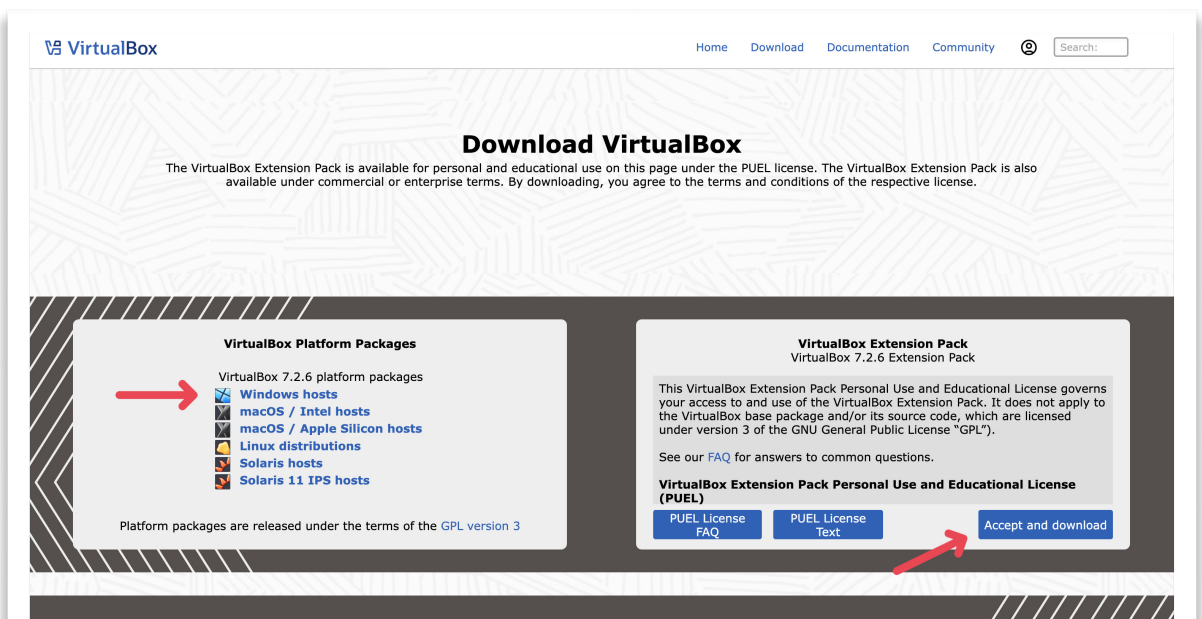 VirtualBox
Home Download Documentation Community Search:
Download VirtualBox
The VirtualBox Extension Pack is available for personal and educational use on this page under the PUEL license. The VirtualBox Extension Pack is also
available under commercial or enterprise terms. By downloading, you agree to the terms and conditions of the respective license.
VirtualBox Platform Packages
VirtualBox 7.2.6 platform packages
Windows hosts
macOS / Intel hosts
macOS / Apple Silicon hosts
Linux distributions
Solaris hosts
Solaris 11 IPS hosts
Platform packages are released under the terms of the GPL version 3
VirtualBox Extension Pack
VirtualBox 7.2.6 Extension Pack
This VirtualBox Extension Pack Personal Use and Educational License governs
your access to and use of the VirtualBox Extension Pack. It does not apply to
the VirtualBox base package and/or its source code, which are licensed
under version 3 of the GNU General Public License “GPL”).
See our FAQ for answers to common questions.
VirtualBox Extension Pack Personal Use and Educational License
(PUEL)
PUEL License
FAQ
PUEL License
Text
Accept and download